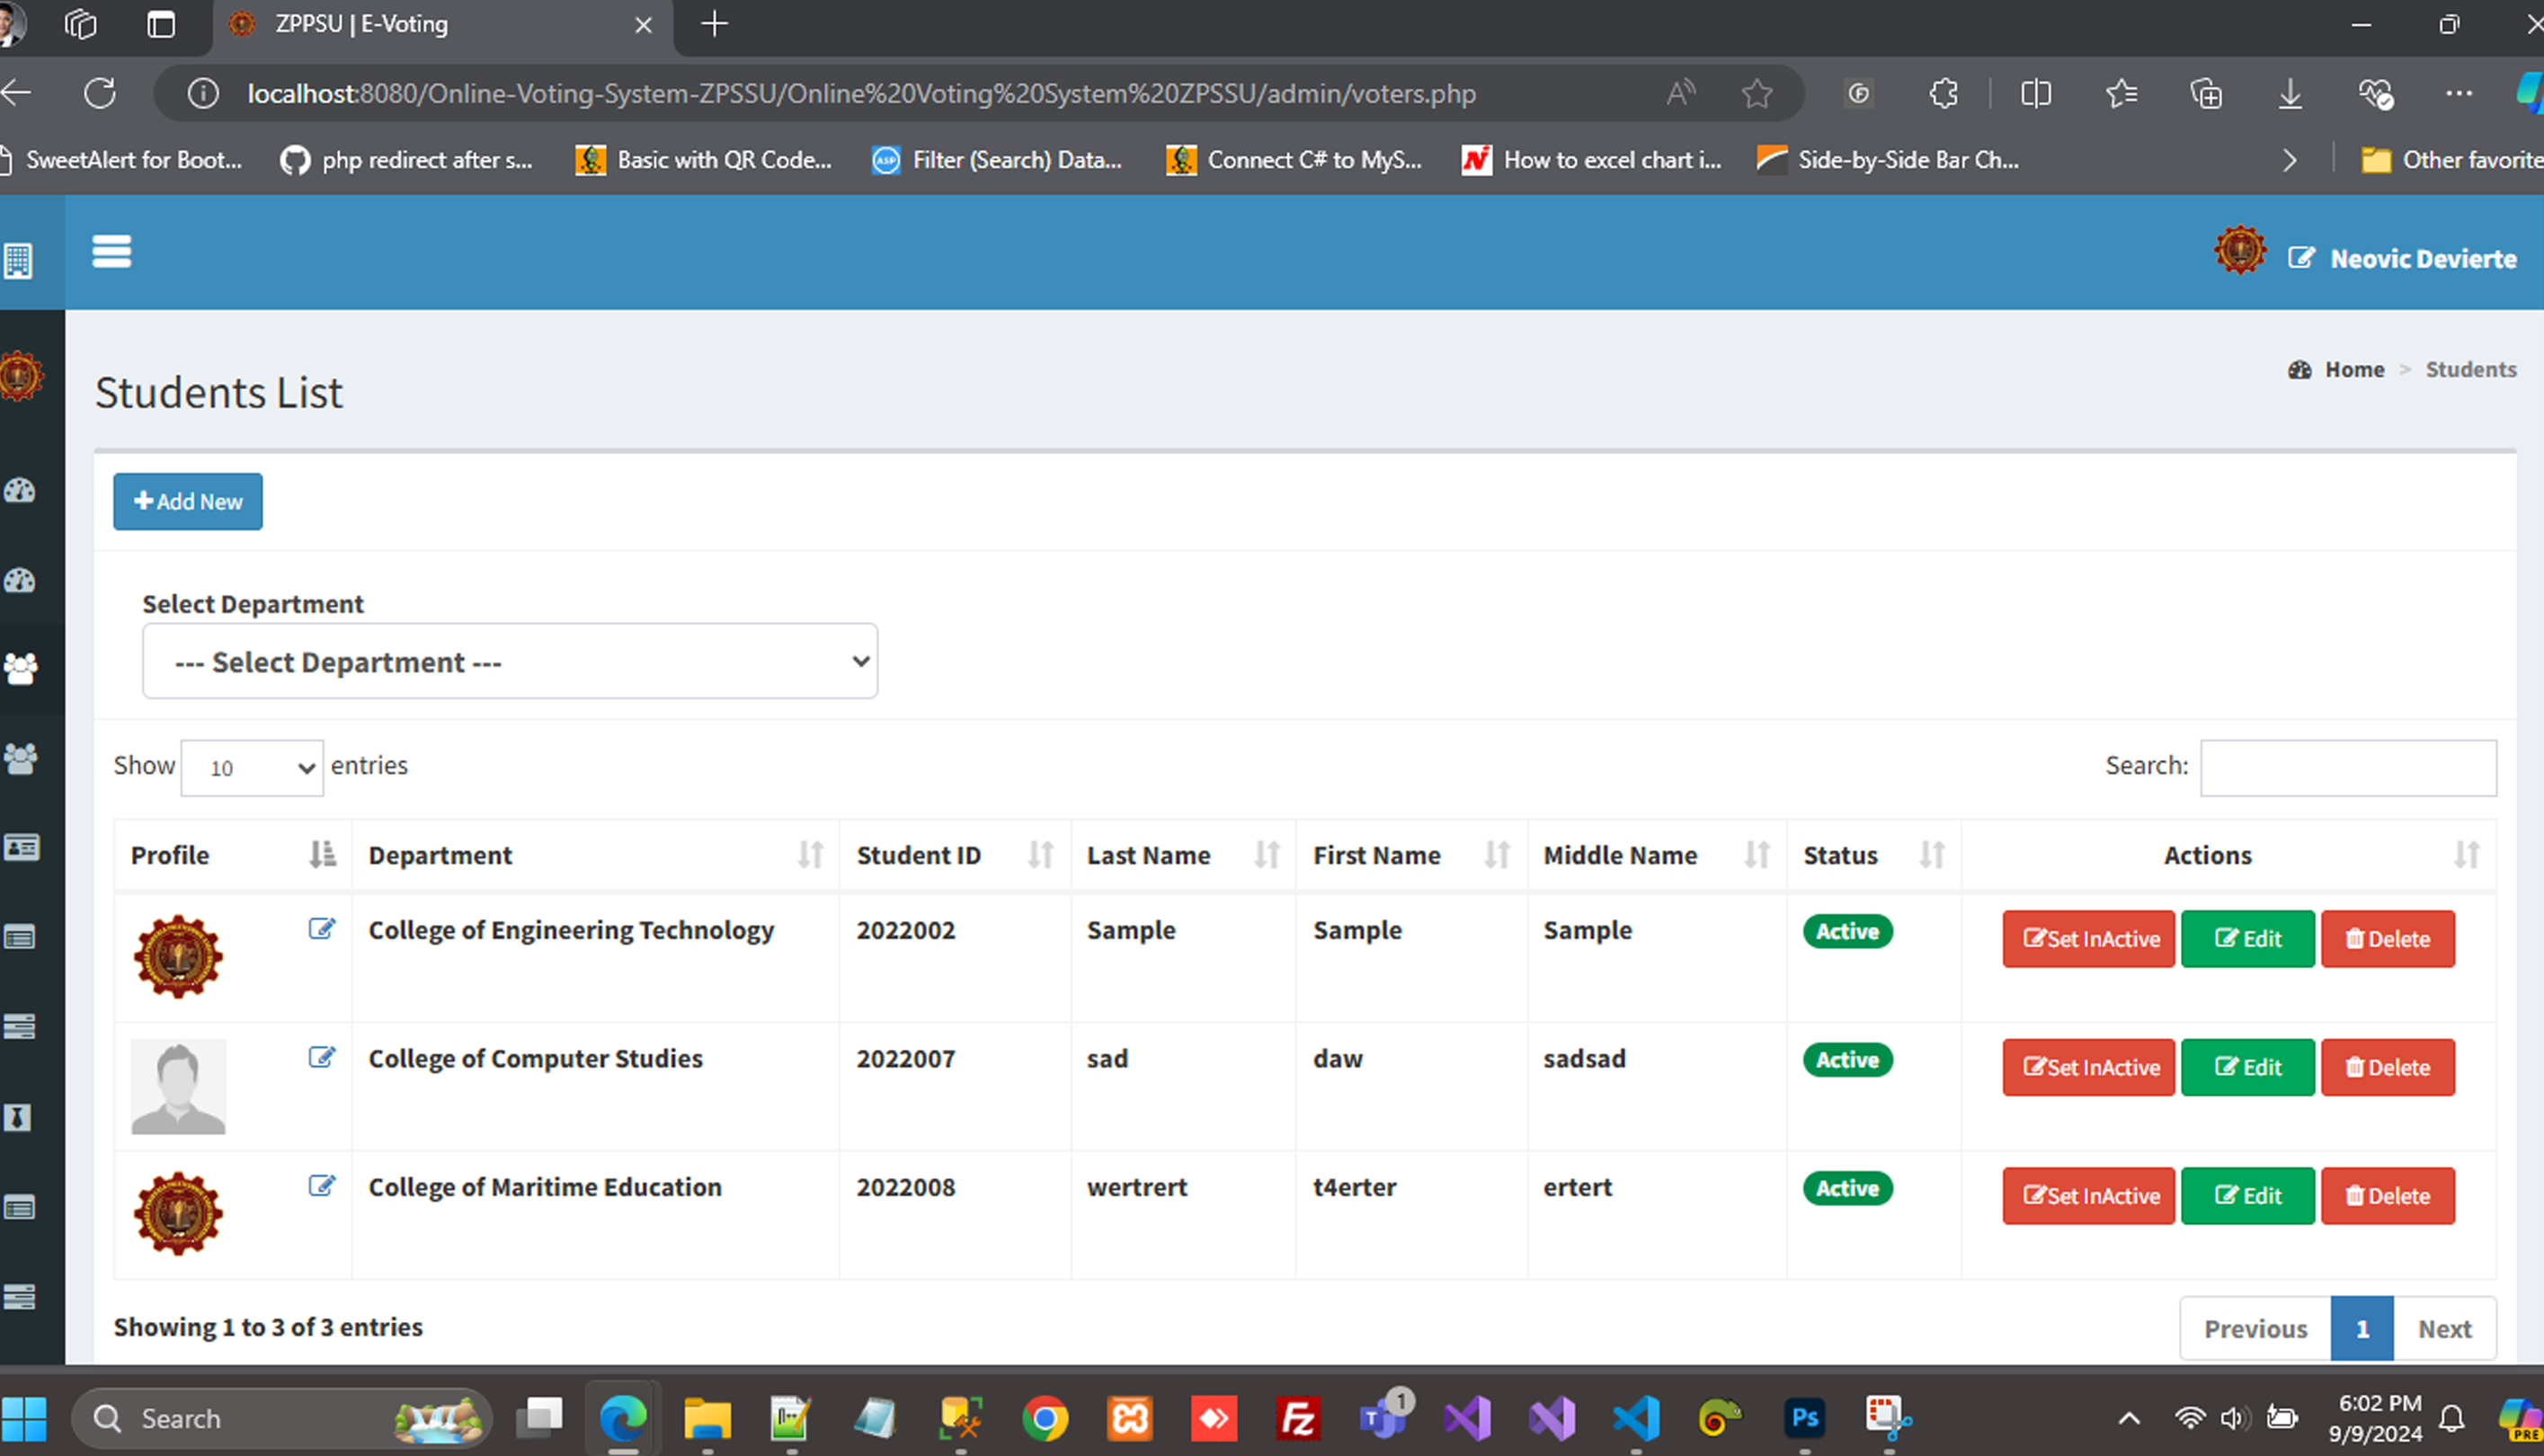 ZPPSU | E-Voting
localhost:8080/Online-Voting-System-ZPSSU/Online%20Voting%20System%20ZPSSU/admin/voters.php
SweetAlert for Boot... php redirect after s... Basic with QR Code... ASP Filter (Search) Data... Connect C# to MyS... N How to excel chart i... Side-by-Side Bar Ch... Other favorite
Neovic Devierte
Students List
Home > Students
Add New
Select Department
--- Select Department ---
Show 10 entries Search:
Profile Department Student ID Last Name First Name Middle Name Status Actions
College of Engineering Technology 2022002 Sample Sample Sample Active Set InActive Edit Delete
College of Computer Studies 2022007 sad daw sadsad Active Set InActive Edit Delete
College of Maritime Education 2022008 wertrert t4erter ertert Active Set InActive Edit Delete
Showing 1 to 3 of 3 entries
Previous 1 Next
Search Fz T 1 Ps 6:02 PM PRE
9/9/2024